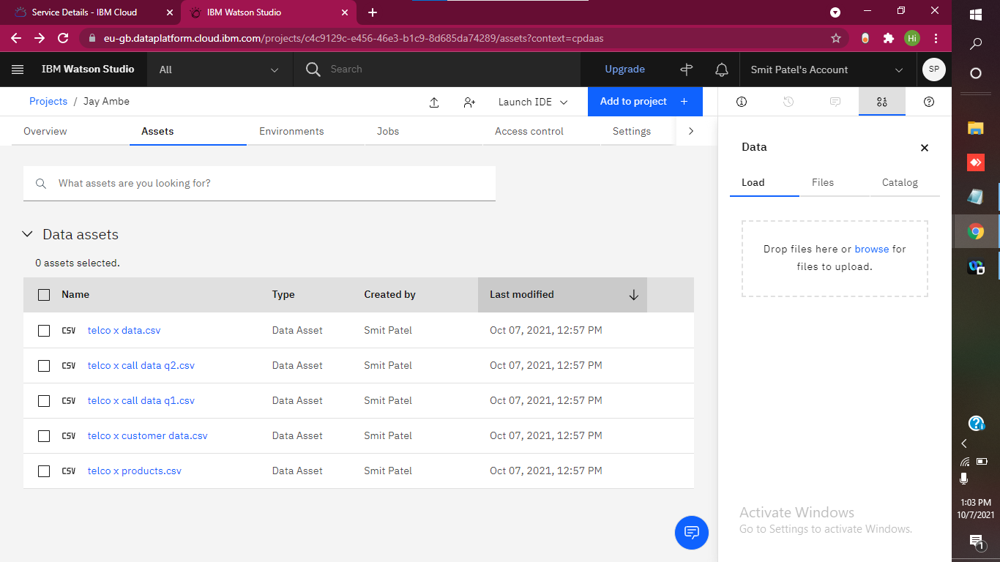 Service Details - IBM Cloud
IBM Watson Studio
eu-gb.dataplatform.cloud.ibm.com/projects/c4c9129c-e456-46e3-b1c9-8d685da74289/assets?context=cpdaas
Hi
IBM Watson Studio
All
Search
Upgrade
Smit Patel's Account
SP
Projects / Jay Ambe
Launch IDE
Add to project +
Overview
Assets
Environments
Jobs
Access control
Settings
What assets are you looking for?
Data assets
0 assets selected.
Name Type Created by Last modified
CSV telco x data.csv Data Asset Smit Patel Oct 07, 2021, 12:57 PM
CSV telco x call data q2.csv Data Asset Smit Patel Oct 07, 2021, 12:57 PM
CSV telco x call data q1.csv Data Asset Smit Patel Oct 07, 2021, 12:57 PM
CSV telco x customer data.csv Data Asset Smit Patel Oct 07, 2021, 12:57 PM
CSV telco x products.csv Data Asset Smit Patel Oct 07, 2021, 12:57 PM
Data
Load
Files
Catalog
Drop files here or browse for
files to upload.
Activate Windows
Go to Settings to activate Windows.
1:03 PM
10/7/2021
1